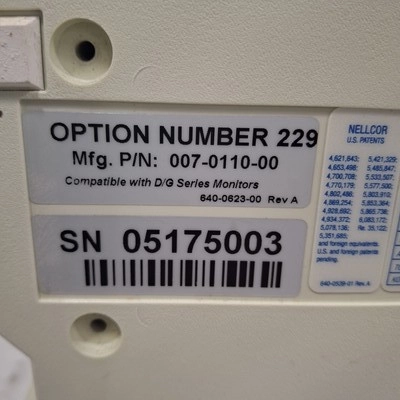 OPTION NUMBER 229
Mfg. P/N: 007-0110-00
Compatible with D/G Series Monitors
640-0623-00 Rev A
SN 05175003
NELLCOR
U.S. PATENTS
4,621,643; 5,421,329;
4,653,498; 5,485,847;
4,700,708; 5,533,507;
4,770,179; 5,577,500;
4,802,486; 5,803,910;
4,869,254; 5,853,364;
4,928,692; 5,865,736;
4,934,372; 6,083,172;
5,078,136; Re. 35,122;
5,351,685;
and foreign equivalents.
U.S. and foreign patents
pending.